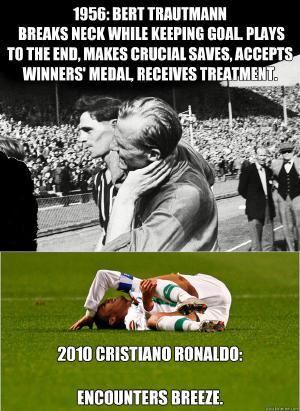 1956: BERT TRAUTMANN
BREAKS NECK WHILE KEEPING GOAL. PLAYS
TO THE END, MAKES CRUCIAL SAVES, ACCEPTS
WINNERS' MEDAL, RECEIVES TREATMENT.
2010 CRISTIANO RONALDO:
ENCOUNTERS BREEZE.